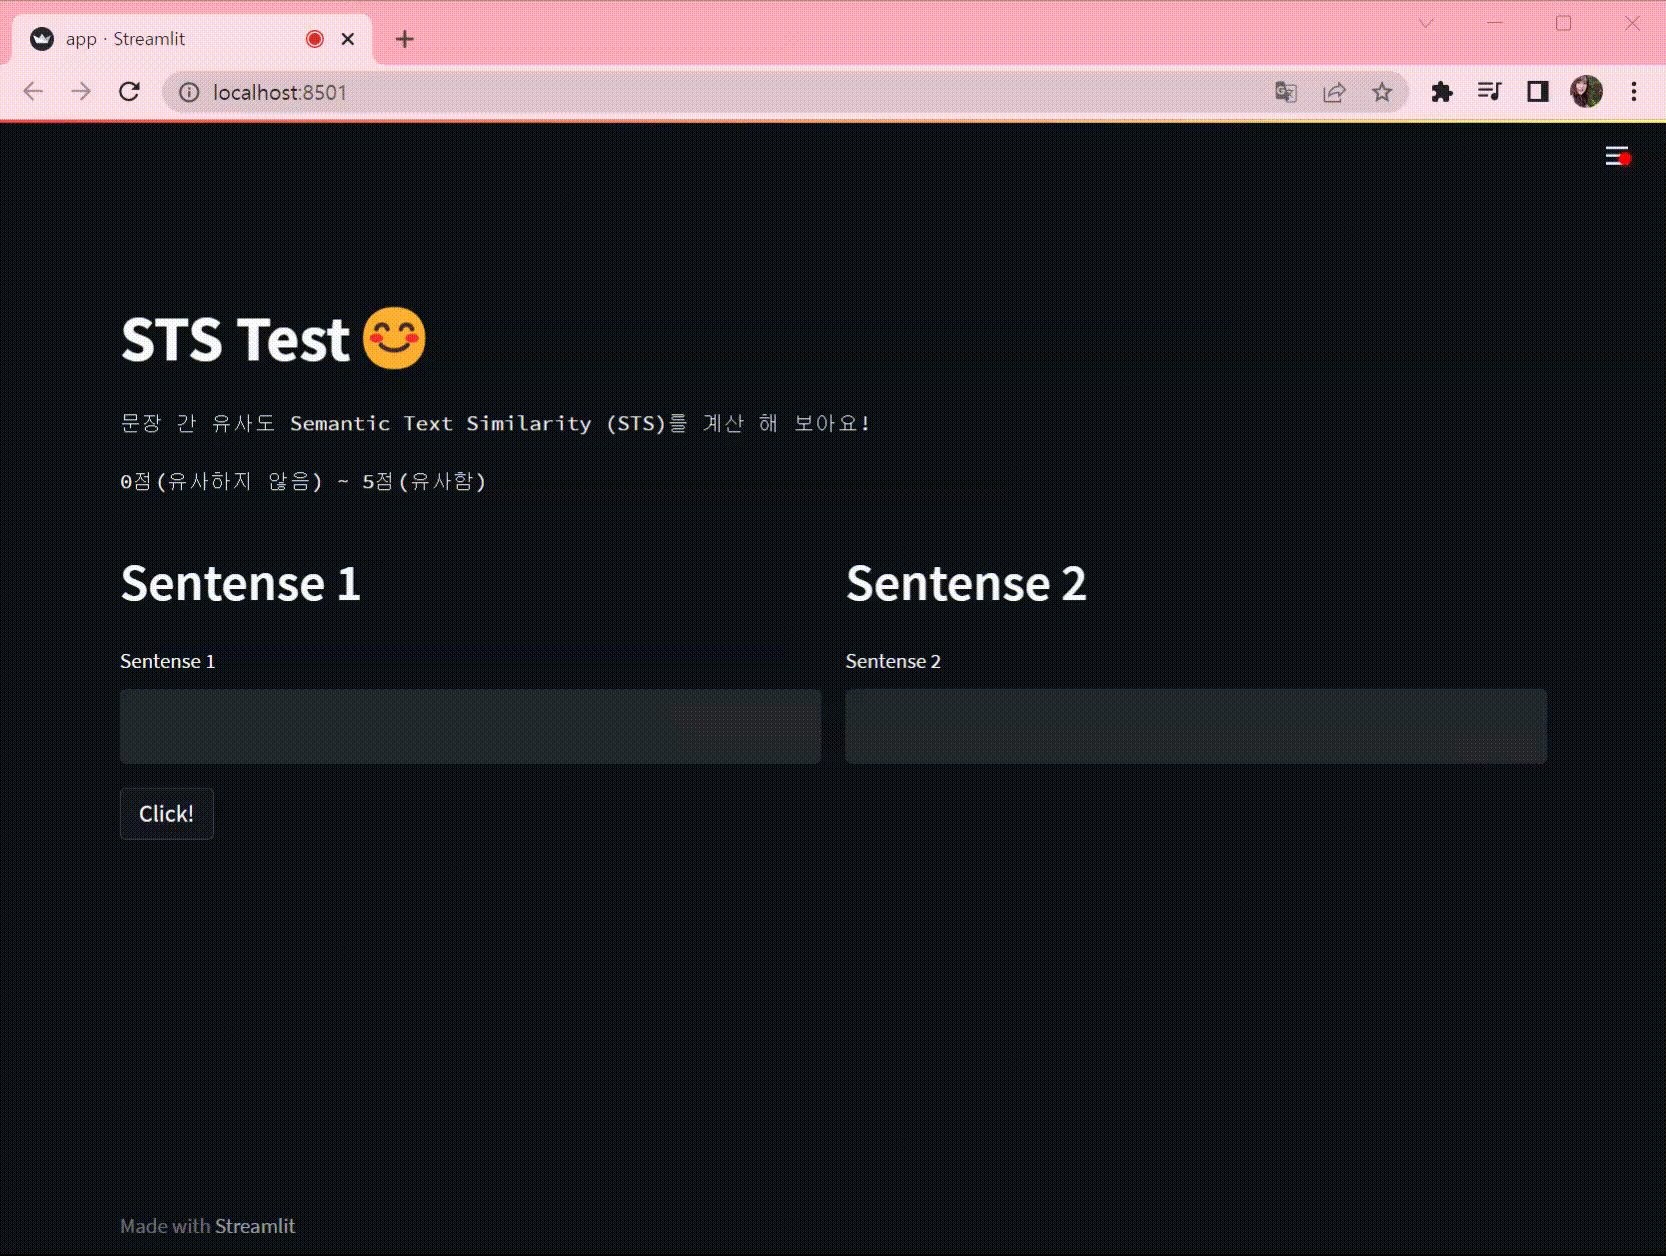 app · Streamlit
localhost:8501
STS Test 😊
문장 간 유사도 Semantic Text Similarity (STS)를 계산 해 보아요!
0점(유사하지 않음) ~ 5점(유사함)
Sentense 1
Sentense 2
Sentense 1
Sentense 2
Click!
Made with Streamlit